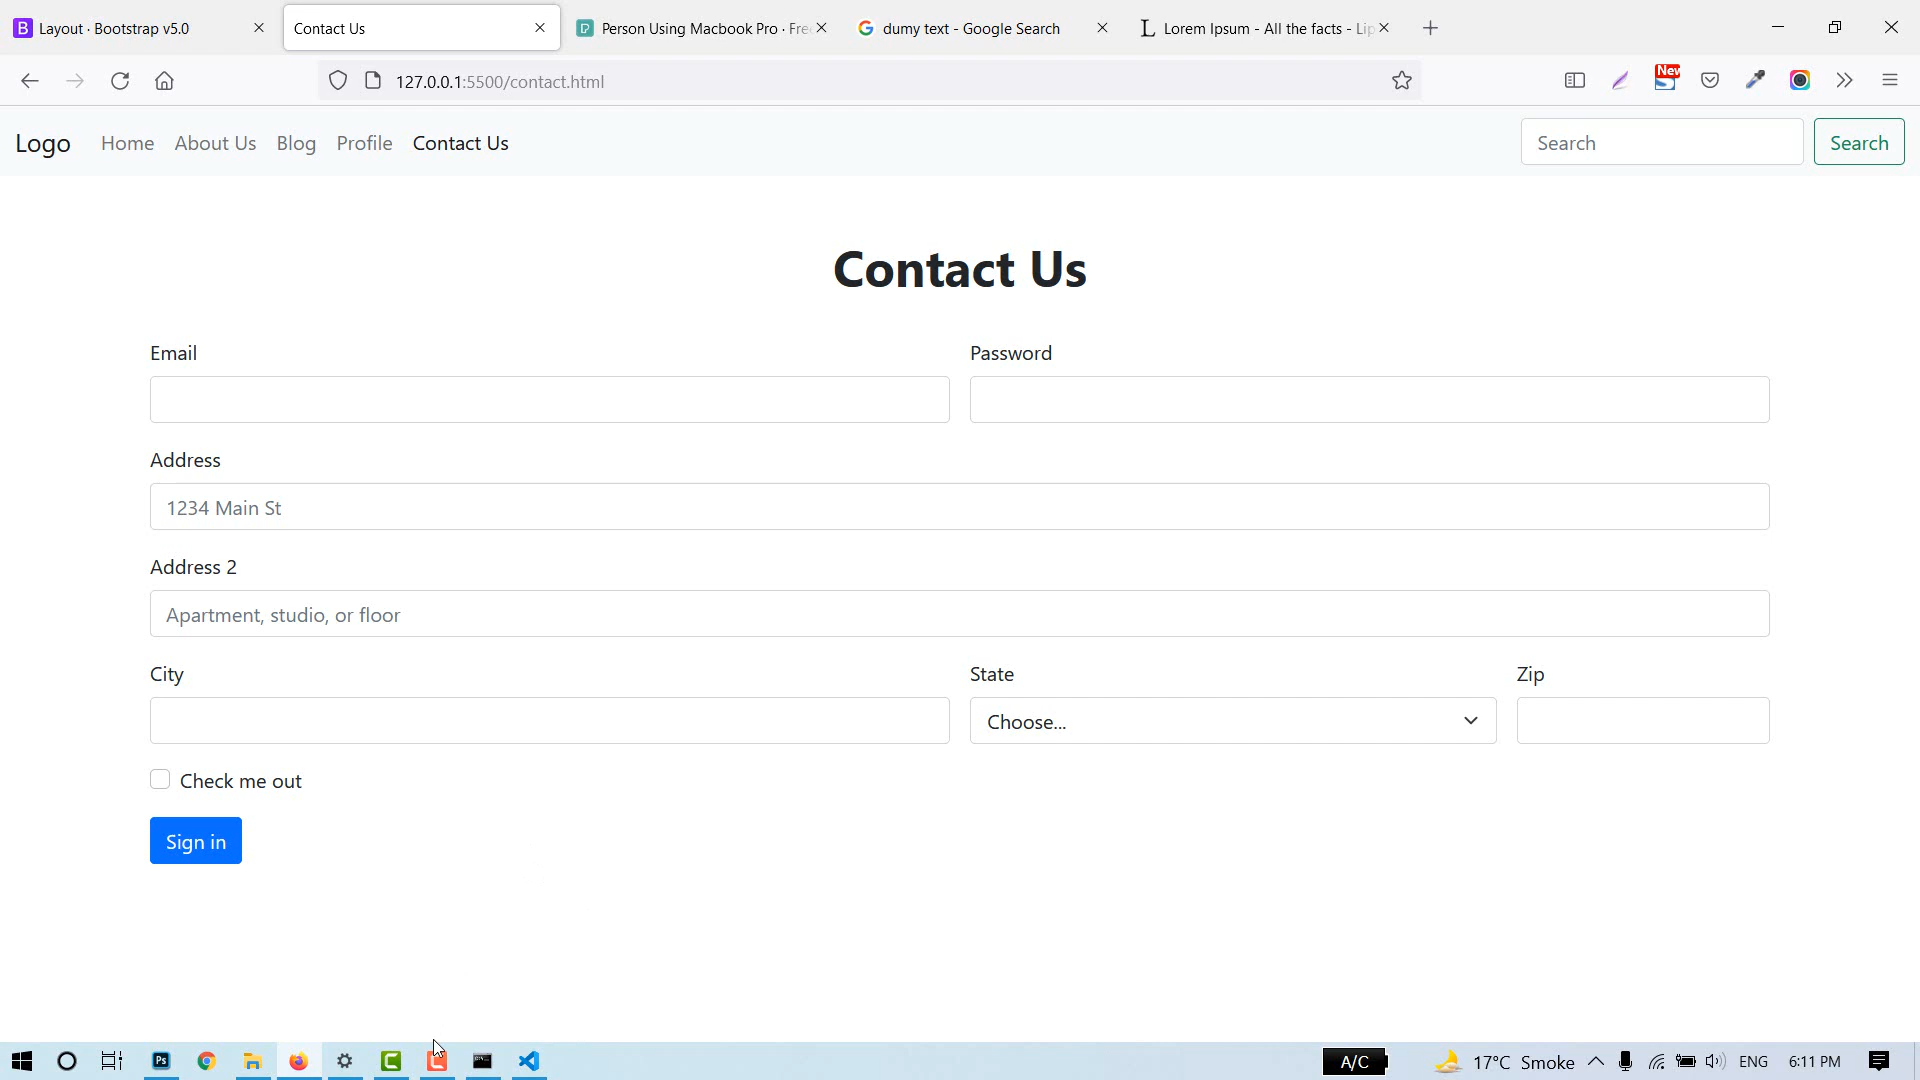 Layout · Bootstrap v5.0
Contact Us
Person Using Macbook Pro · Fre
dumy text - Google Search
Lorem Ipsum - All the facts - Lip
127.0.0.1:5500/contact.html
New
Logo Home About Us Blog Profile Contact Us Search Search
Contact Us
Email Password
Address
1234 Main St
Address 2
Apartment, studio, or floor
City State Zip
Choose...
Check me out
Sign in
A/C 17°C Smoke ENG 6:11 PM